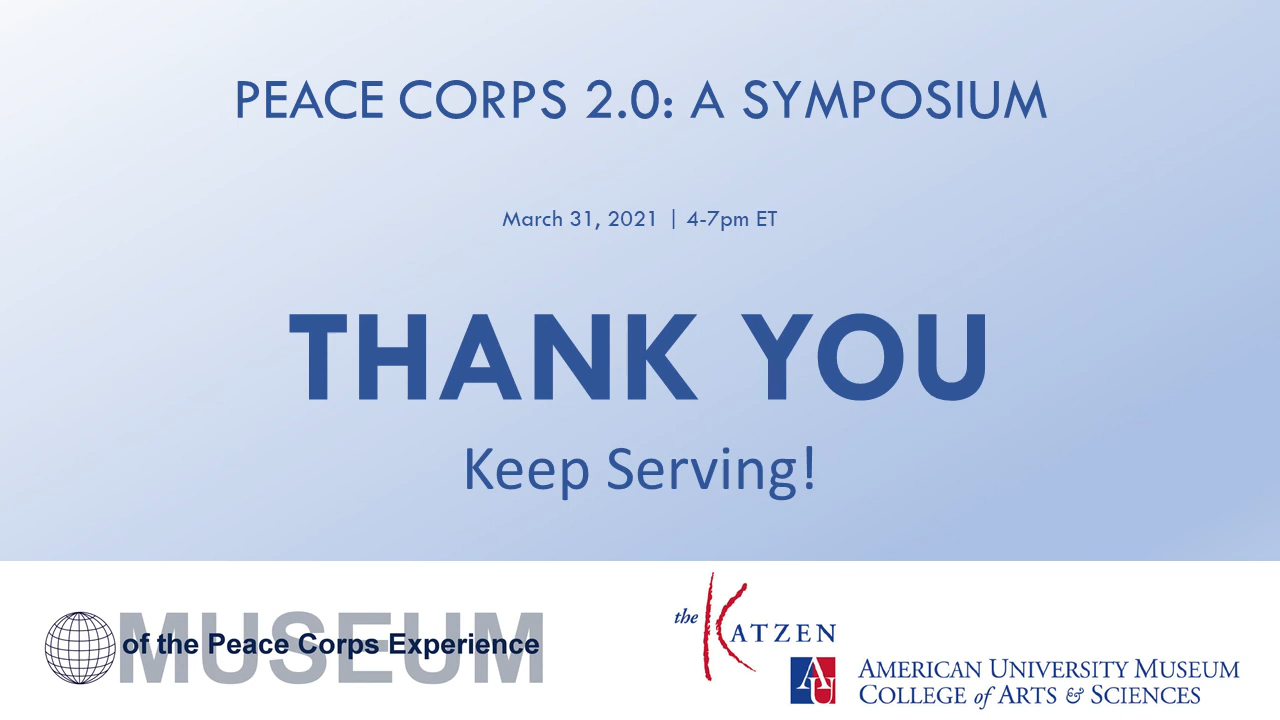 PEACE CORPS 2.0: A SYMPOSIUM
March 31, 2021 | 4-7pm ET
THANK YOU
Keep Serving!
MUSEUM
of the Peace Corps Experience
the KATZEN
AU
AMERICAN UNIVERSITY MUSEUM
COLLEGE of ARTS & SCIENCES